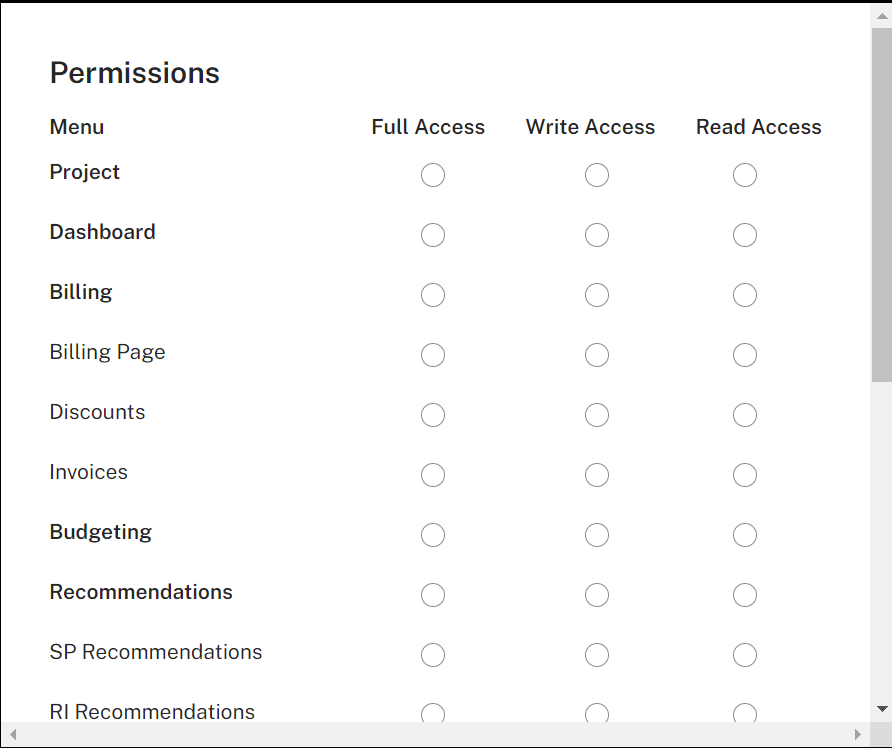 Permissions
Menu Full Access Write Access Read Access
Project
Dashboard
Billing
Billing Page
Discounts
Invoices
Budgeting
Recommendations
SP Recommendations
RI Recommendations